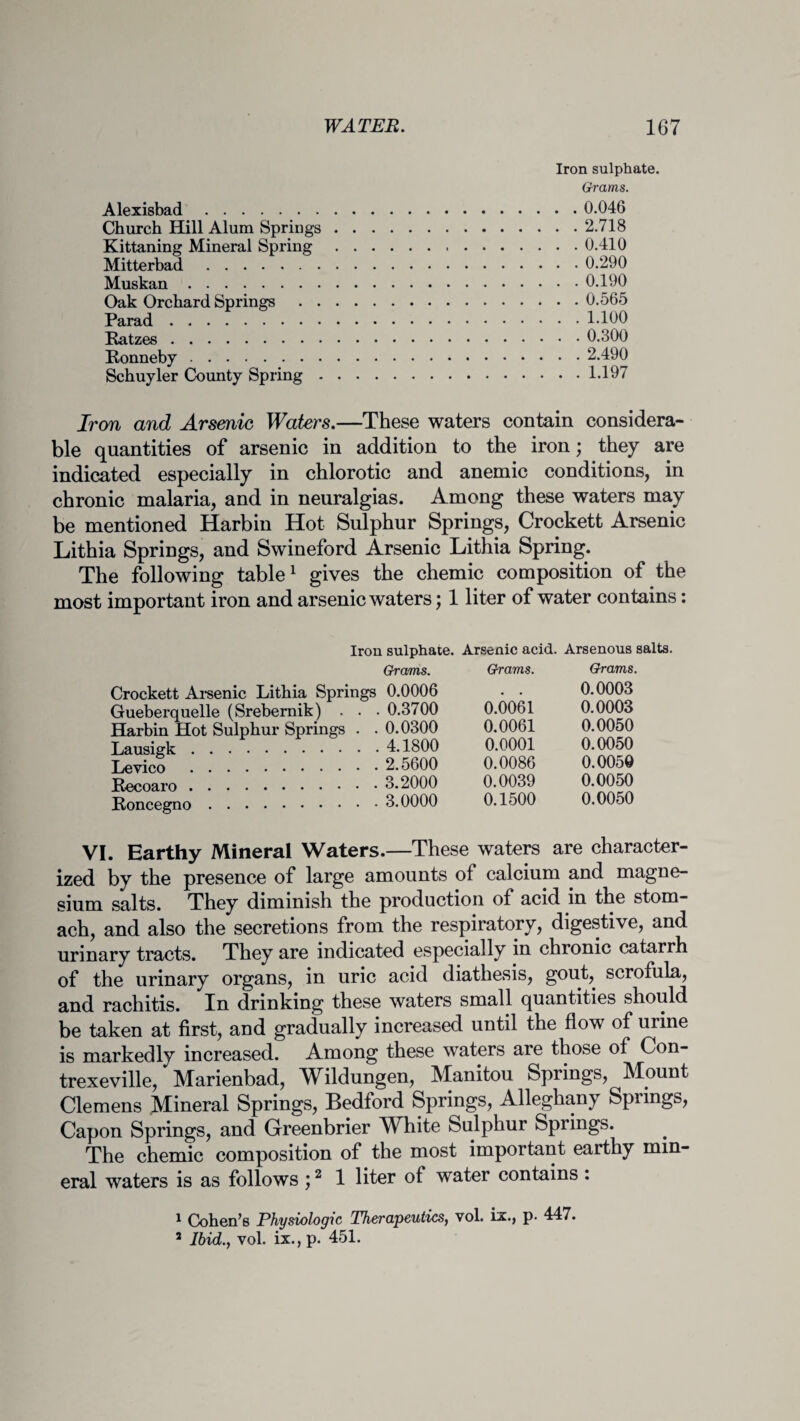 WATER. 167
Iron sulphate.
Grams.
Alexisbad . . . . . . . . . . . . . . . . . . . . 0.046
Church Hill Alum Springs . . . . . . . . . . . . . . 2.718
Kittaning Mineral Spring . . . . . . . . . . . . . . 0.410
Mitterbad . . . . . . . . . . . . . . . . . . . . 0.290
Muskan . . . . . . . . . . . . . . . . . . . . . 0.190
Oak Orchard Springs . . . . . . . . . . . . . . . . 0.565
Parad . . . . . . . . . . . . . . . . . . . . . . 1.100
Ratzes . . . . . . . . . . . . . . . . . . . . . . 0.300
Ronneby . . . . . . . . . . . . . . . . . . . . . 2.490
Schuyler County Spring . . . . . . . . . . . . . . . 1.197
Iron and Arsenic Waters.—These waters contain considera-
ble quantities of arsenic in addition to the iron; they are
indicated especially in chlorotic and anemic conditions, in
chronic malaria, and in neuralgias. Among these waters may
be mentioned Harbin Hot Sulphur Springs, Crockett Arsenic
Lithia Springs, and Swineford Arsenic Lithia Spring.
The following table¹ gives the chemic composition of the
most important iron and arsenic waters; 1 liter of water contains:
Iron sulphate. Arsenic acid. Arsenous salts.
Grams. Grams. Grams.
Crockett Arsenic Lithia Springs 0.0006 . . 0.0003
Gueberquelle (Srebernik) . . . 0.3700 0.0061 0.0003
Harbin Hot Sulphur Springs . . 0.0300 0.0061 0.0050
Lausigk . . . . . . . . . . . 4.1800 0.0001 0.0050
Levico . . . . . . . . . . . 2.5600 0.0086 0.0050
Recoaro . . . . . . . . . . . 3.2000 0.0039 0.0050
Roncegno . . . . . . . . . . 3.0000 0.1500 0.0050
VI. Earthy Mineral Waters.—These waters are character-
ized by the presence of large amounts of calcium and magne-
sium salts. They diminish the production of acid in the stom-
ach, and also the secretions from the respiratory, digestive, and
urinary tracts. They are indicated especially in chronic catarrh
of the urinary organs, in uric acid diathesis, gout, scrofula,
and rachitis. In drinking these waters small quantities should
be taken at first, and gradually increased until the flow of urine
is markedly increased. Among these waters are those of Con-
trexeville, Marienbad, Wildungen, Manitou Springs, Mount
Clemens Mineral Springs, Bedford Springs, Alleghany Springs,
Capon Springs, and Greenbrier White Sulphur Springs.
The chemic composition of the most important earthy min-
eral waters is as follows;² 1 liter of water contains:
¹ Cohen's Physiologic Therapeutics, vol. ix., p. 447.
² Ibid., vol. ix., p. 451.